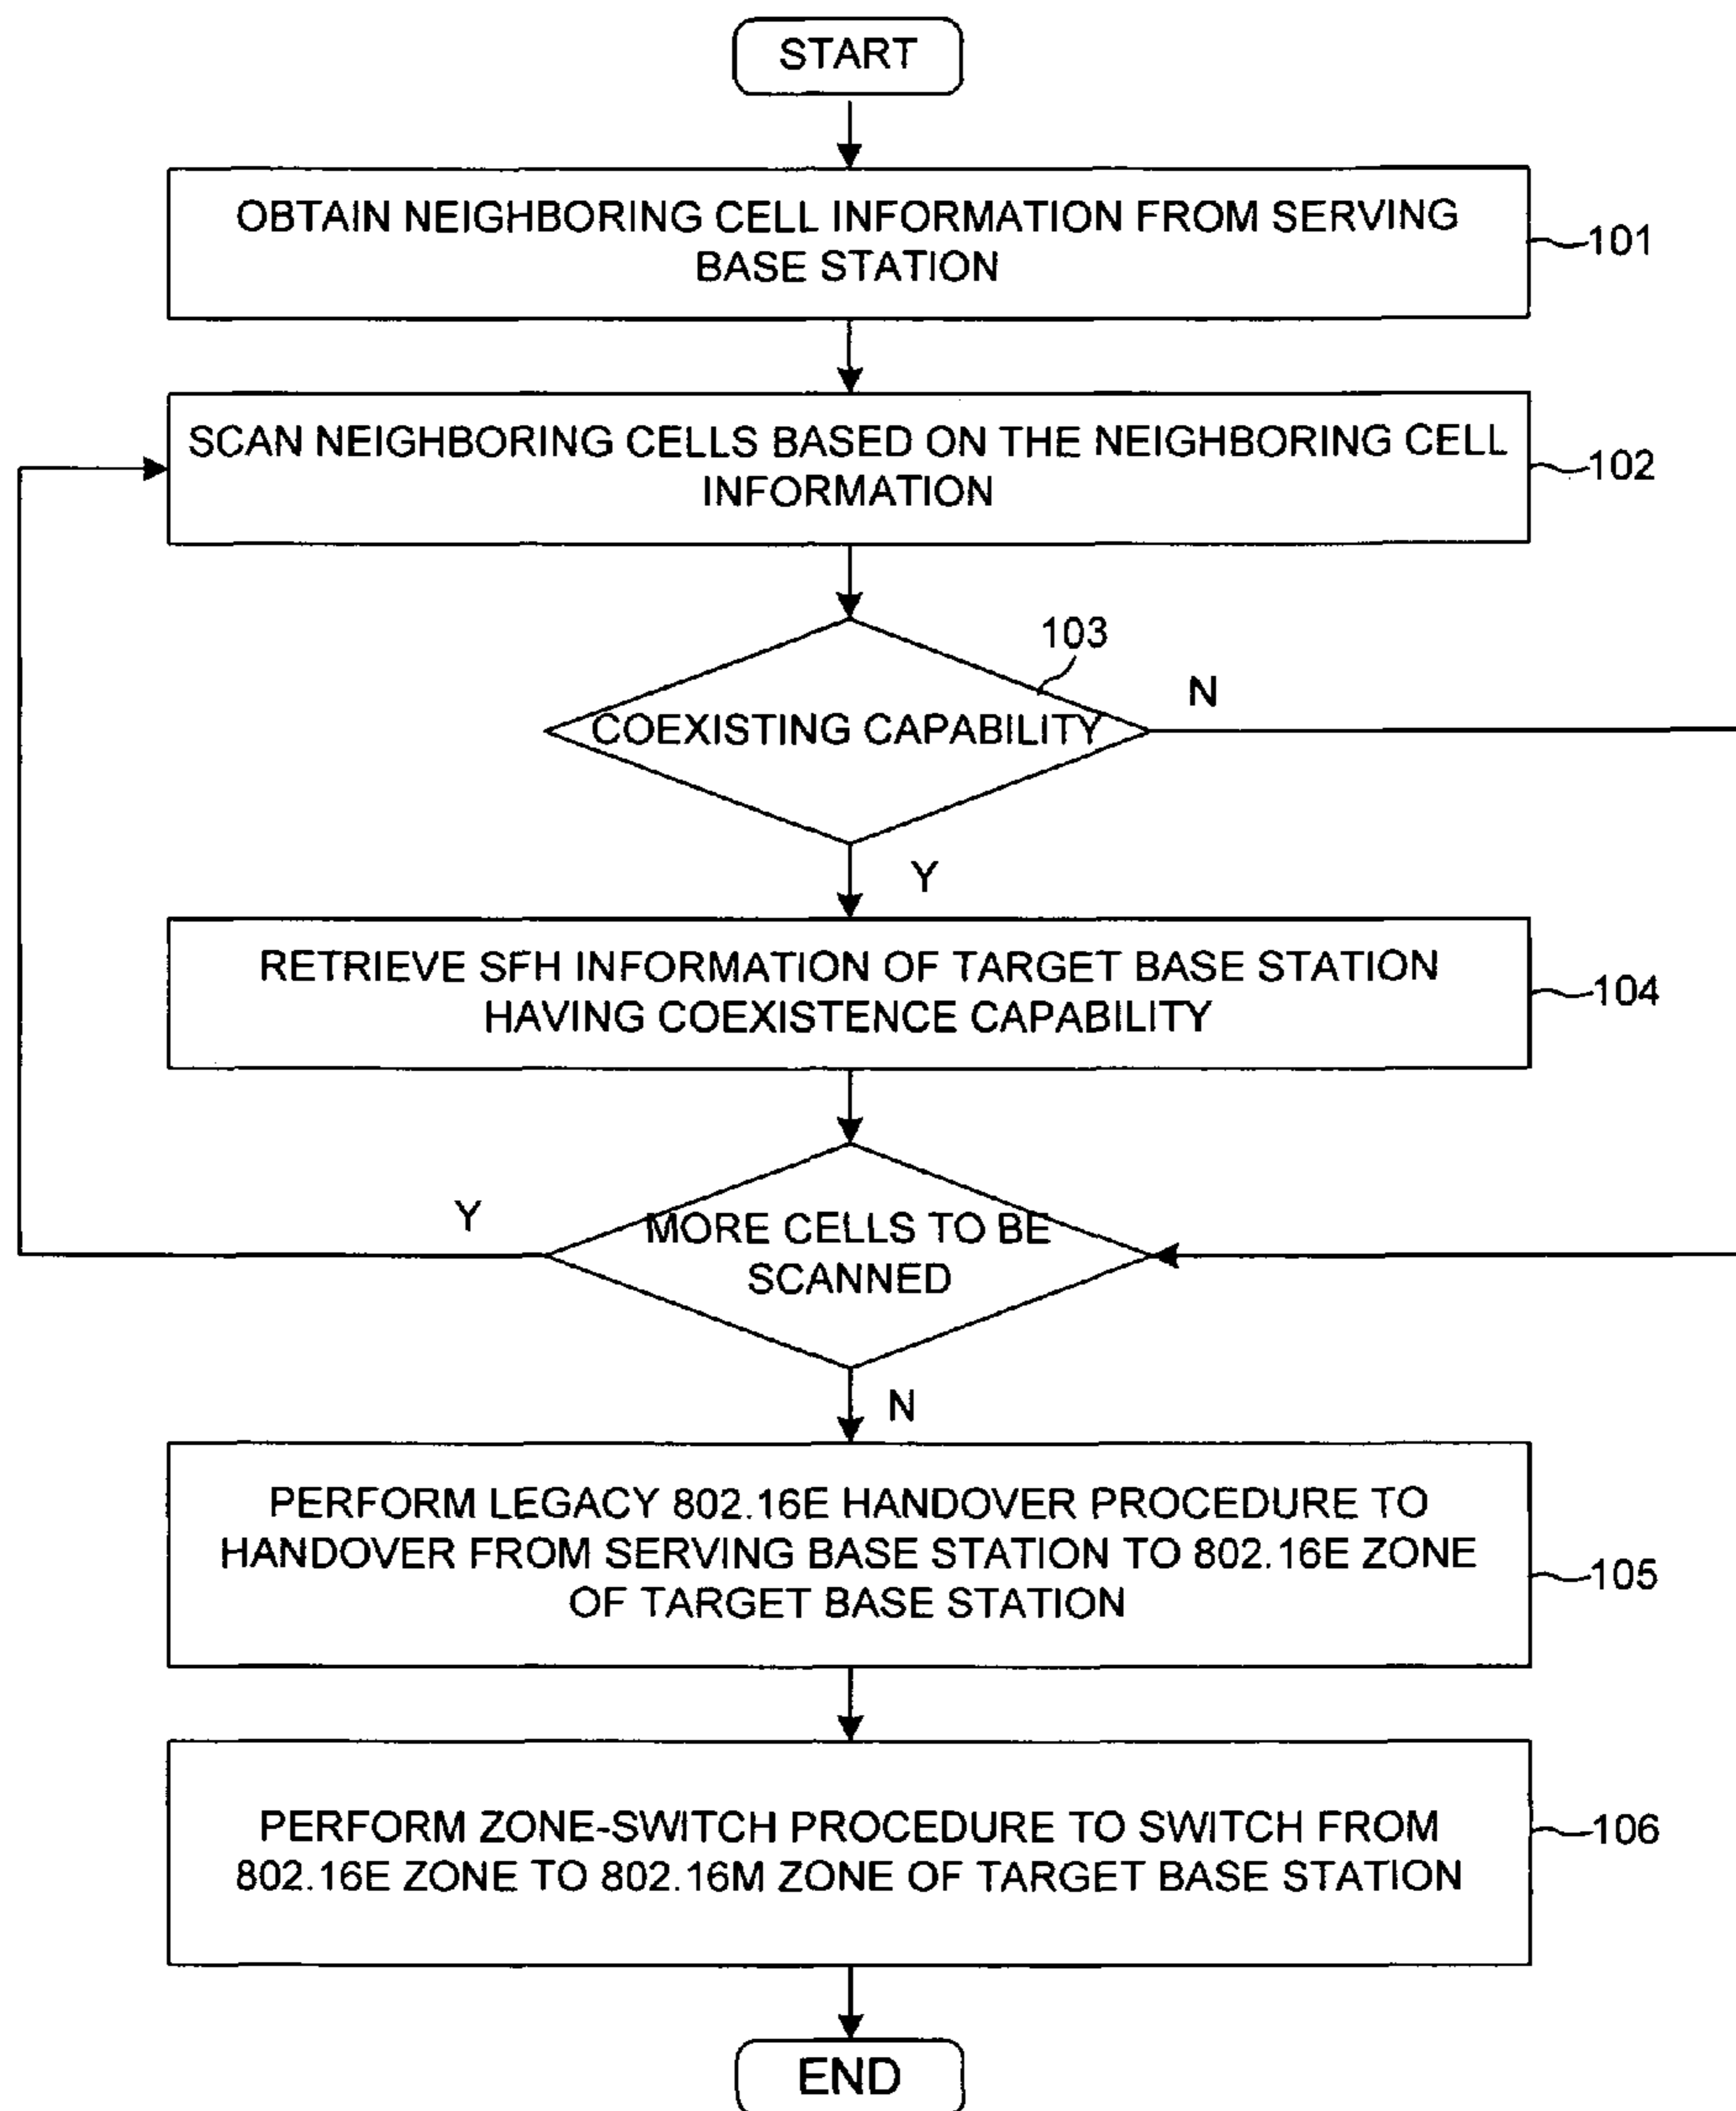 START
OBTAIN NEIGHBORING CELL INFORMATION FROM SERVING
BASE STATION
101
SCAN NEIGHBORING CELLS BASED ON THE NEIGHBORING CELL
INFORMATION
102
103
COEXISTING CAPABILITY
N
Y
RETRIEVE SFH INFORMATION OF TARGET BASE STATION
HAVING COEXISTENCE CAPABILITY
104
Y
MORE CELLS TO BE
SCANNED
N
PERFORM LEGACY 802.16E HANDOVER PROCEDURE TO
HANDOVER FROM SERVING BASE STATION TO 802.16E ZONE
OF TARGET BASE STATION
105
PERFORM ZONE-SWITCH PROCEDURE TO SWITCH FROM
802.16E ZONE TO 802.16M ZONE OF TARGET BASE STATION
106
END